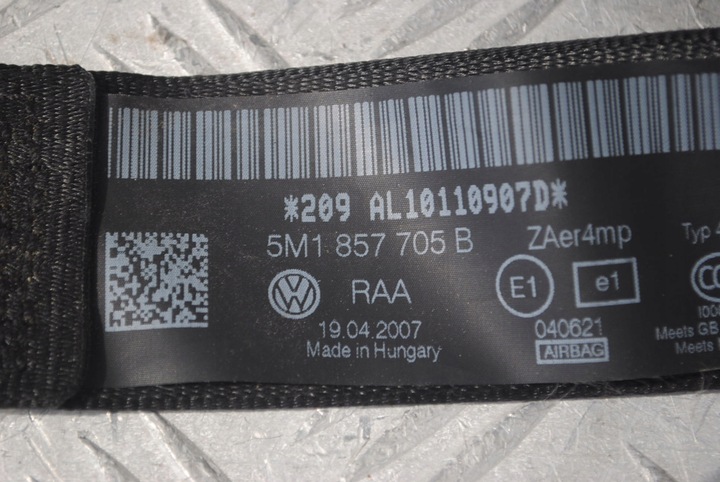 *209 AL10110907D*
5M1 857 705 B ZAer4mp Typ
RAA E1 e1
19.04.2007 040621
Made in Hungary AIRBAG Meets
Meets